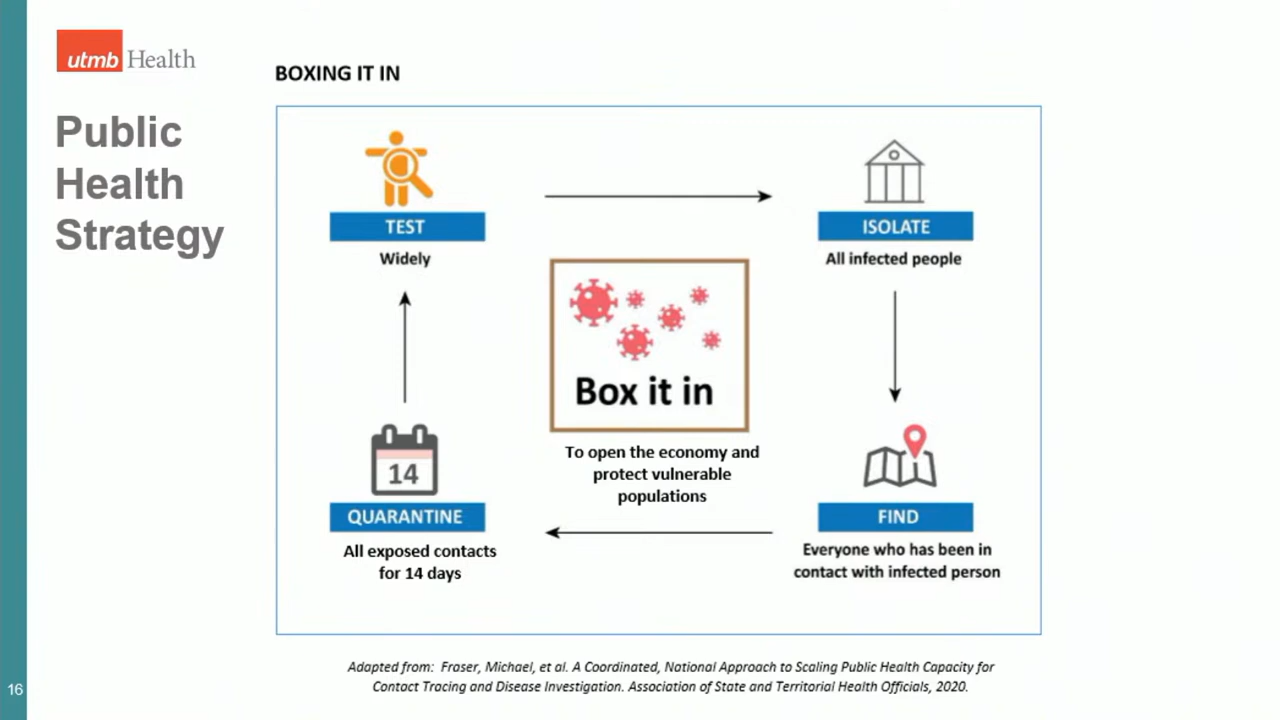 utmb Health
Public
Health
Strategy
BOXING IT IN
TEST
Widely
ISOLATE
All infected people
Box it in
To open the economy and
protect vulnerable
populations
14
QUARANTINE
All exposed contacts
for 14 days
FIND
Everyone who has been in
contact with infected person
Adapted from: Fraser, Michael, et al. A Coordinated, National Approach to Scaling Public Health Capacity for
Contact Tracing and Disease Investigation. Association of State and Territorial Health Officials, 2020.
16